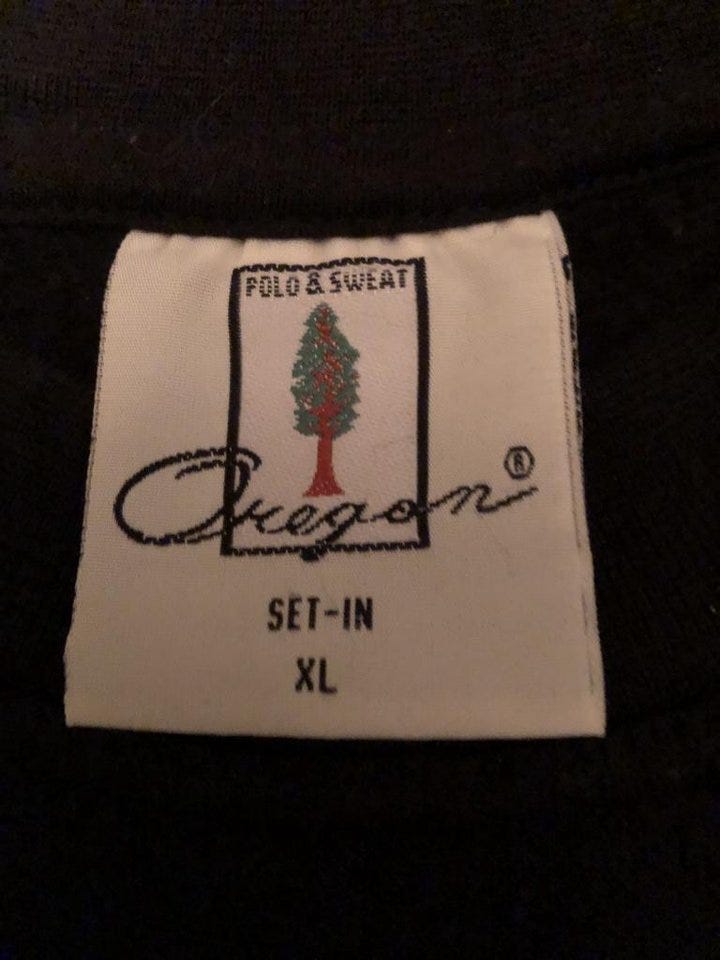 POLO & SWEAT
Oregon®
SET-IN
XL